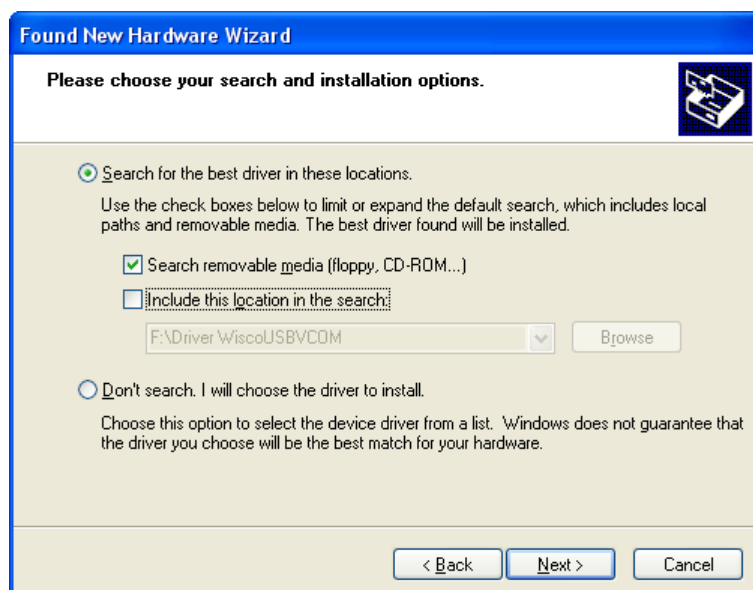 Found New Hardware Wizard
Please choose your search and installation options.
Search for the best driver in these locations.
Use the check boxes below to limit or expand the default search, which includes local
paths and removable media. The best driver found will be installed.
Search removable media (floppy, CD-ROM...)
Include this location in the search:
F:\Driver WiscoUSBVCOM
Browse
Don't search. I will choose the driver to install.
Choose this option to select the device driver from a list. Windows does not guarantee that
the driver you choose will be the best match for your hardware.
< Back Next > Cancel